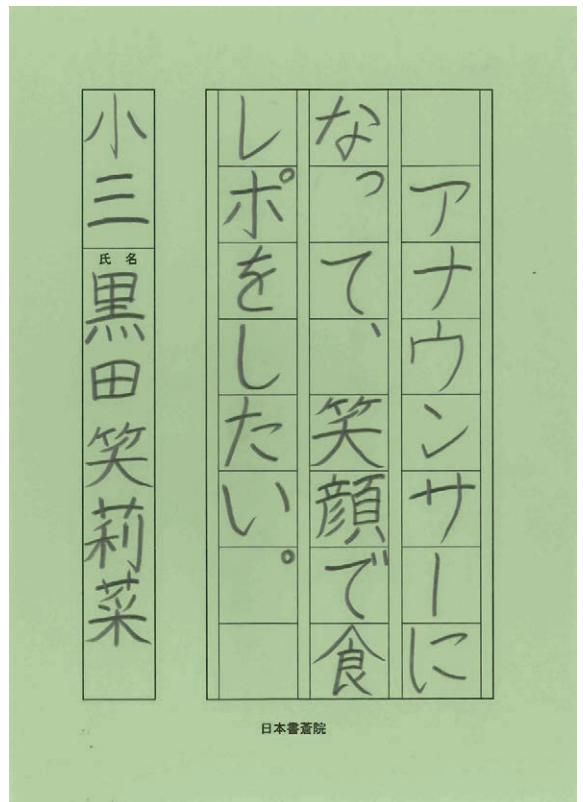 アナウンサーに
なって、笑顔で食
レポをしたい。
小三
氏名
黒田笑莉菜
日本書斎院